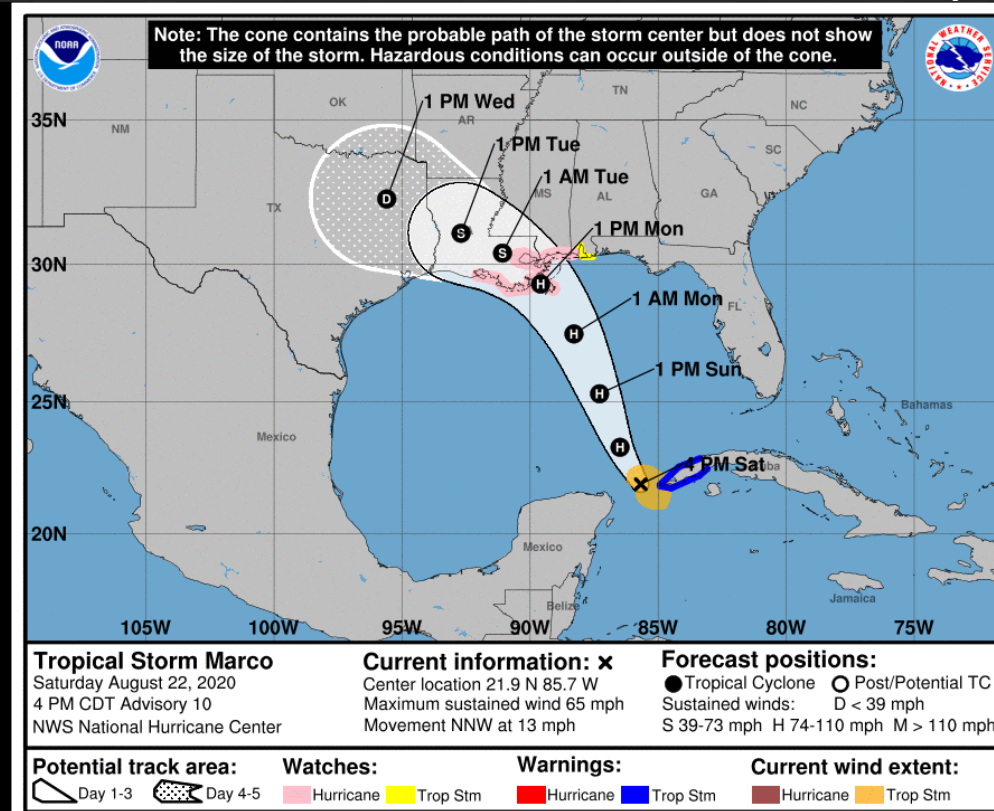 Note: The cone contains the probable path of the storm center but does not show
the size of the storm. Hazardous conditions can occur outside of the cone.
NOAA
NATIONAL WEATHER SERVICE
1 PM Wed
1 PM Tue
1 AM Tue
1 PM Mon
1 AM Mon
1 PM Sun
4 PM Sat
35N
30N
25N
20N
105W
100W
95W
90W
85W
80W
75W
NM
OK
AR
TN
NC
SC
TX
MS
AL
GA
FL
Bahamas
Mexico
Mexico
Belize
Jamaica
D
S
S
H
H
H
H
Tropical Storm Marco
Saturday August 22, 2020
4 PM CDT Advisory 10
NWS National Hurricane Center
Current information: ×
Center location 21.9 N 85.7 W
Maximum sustained wind 65 mph
Movement NNW at 13 mph
Forecast positions:
Tropical Cyclone Post/Potential TC
Sustained winds: D < 39 mph
S 39-73 mph H 74-110 mph M > 110 mph
Potential track area:
Day 1-3 Day 4-5
Watches:
Hurricane Trop Stm
Warnings:
Hurricane Trop Stm
Current wind extent:
Hurricane Trop Stm